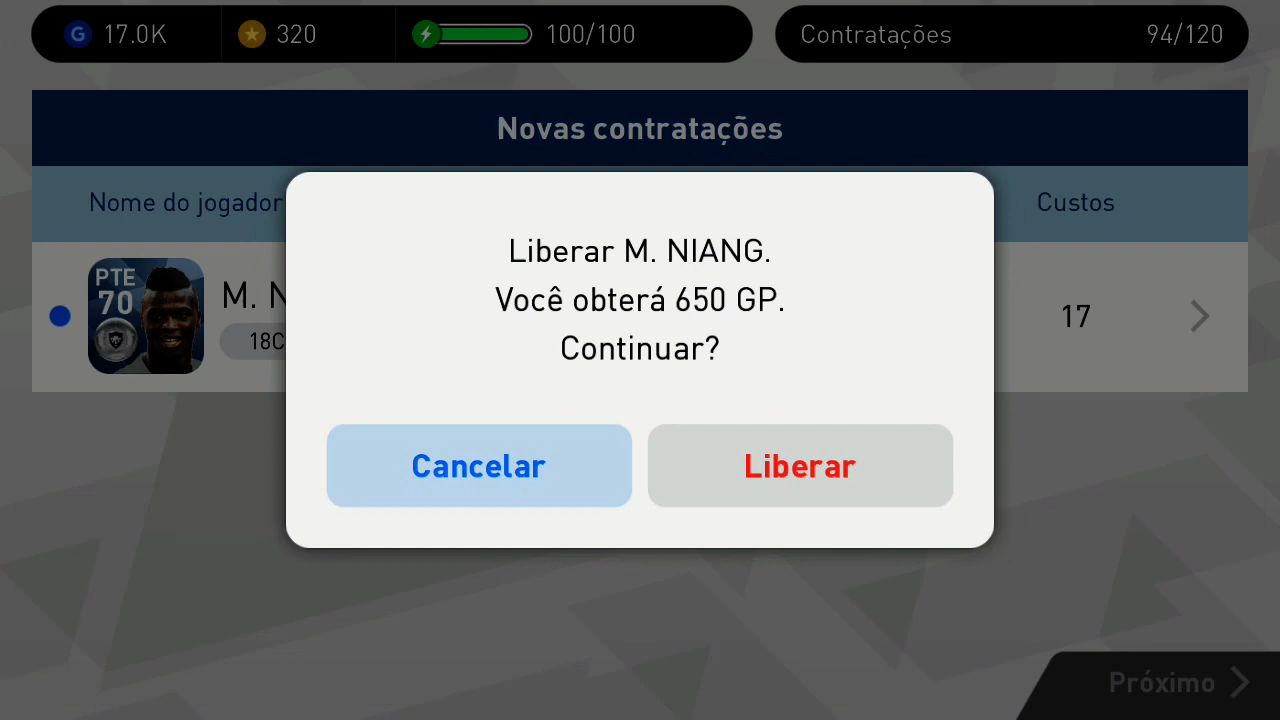 G 17.0K 320 100/100 Contratações 94/120
Novas contratações
Nome do jogador Custos
PTE
70
M. N
18C
17
Liberar M. NIANG.
Você obterá 650 GP.
Continuar?
Cancelar Liberar
Próximo